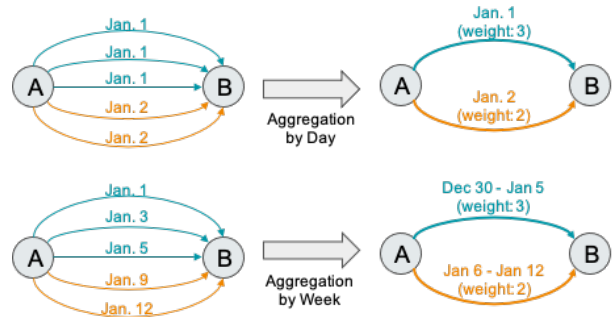 Jan. 1
Jan. 1
Jan. 1
Jan. 2
Jan. 2
A
B
Aggregation
by Day
Jan. 1
(weight: 3)
A
B
Jan. 2
(weight: 2)
Jan. 1
Jan. 3
Jan. 5
Jan. 9
Jan. 12
A
B
Aggregation
by Week
Dec 30 - Jan 5
(weight: 3)
A
B
Jan 6 - Jan 12
(weight: 2)